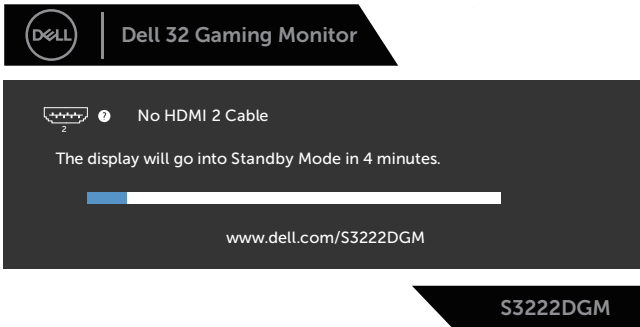 DELL
Dell 32 Gaming Monitor
? No HDMI 2 Cable
2
The display will go into Standby Mode in 4 minutes.
www.dell.com/S3222DGM
S3222DGM